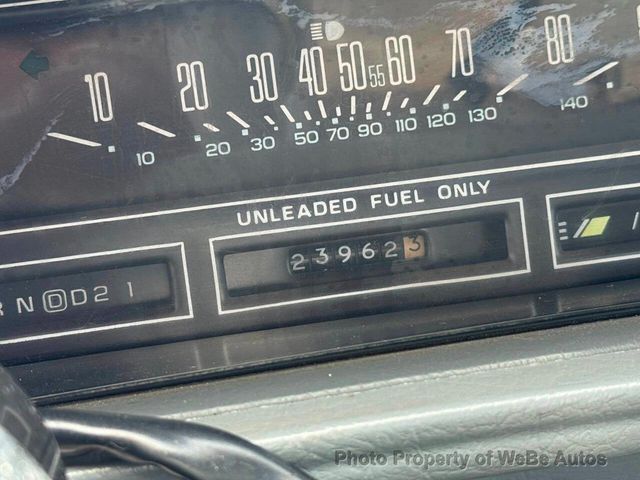 10 20 30 40 50 55 60 70 80
10 20 30 50 70 90 110 120 130 140
UNLEADED FUEL ONLY
239623
R N D D 2 1
Photo Property of WeBe Autos